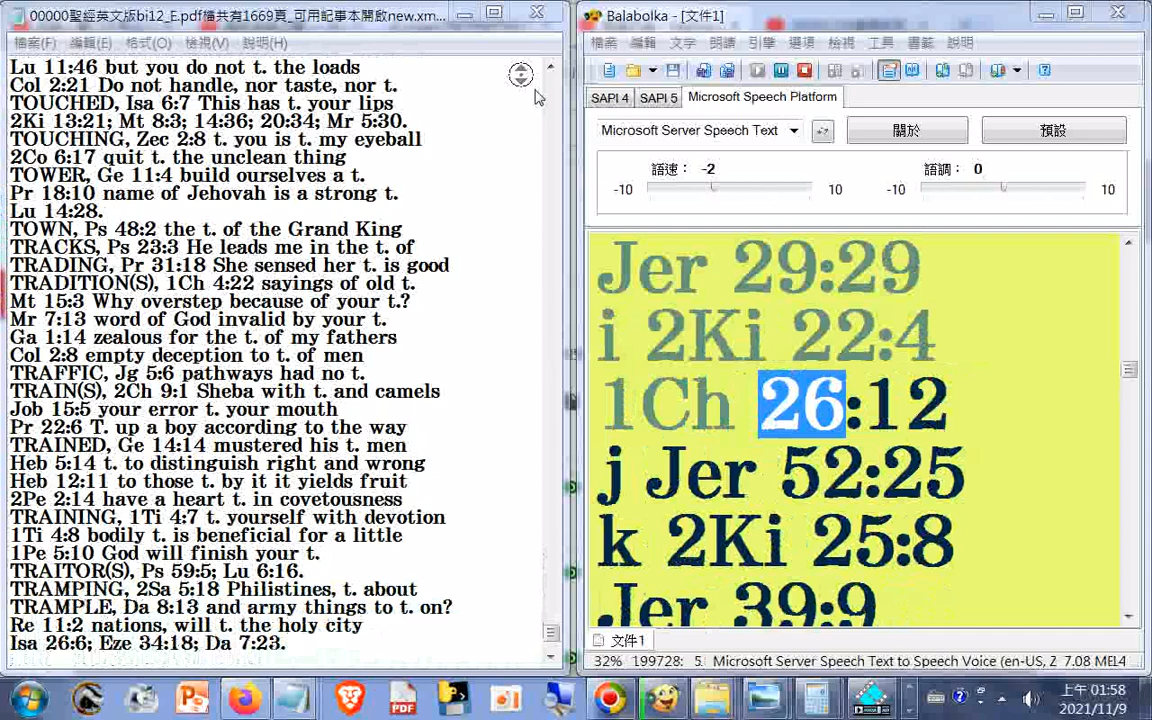 00000聖經英文版bi12_E.pdf檔共有1669頁_可用記事本開啟new.xm...
檔案(F) 編輯(E) 格式(O) 檢視(V) 說明(H)
Lu 11:46 but you do not t. the loads
Col 2:21 Do not handle, nor taste, nor t.
TOUCHED, Isa 6:7 This has t. your lips
2Ki 13:21; Mt 8:3; 14:36; 20:34; Mr 5:30.
TOUCHING, Zec 2:8 t. you is t. my eyeball
2Co 6:17 quit t. the unclean thing
TOWER, Ge 11:4 build ourselves a t.
Pr 18:10 name of Jehovah is a strong t.
Lu 14:28.
TOWN, Ps 48:2 the t. of the Grand King
TRACKS, Ps 23:3 He leads me in the t. of
TRADING, Pr 31:18 She sensed her t. is good
TRADITION(S), 1Ch 4:22 sayings of old t.
Mt 15:3 Why overstep because of your t.?
Mr 7:13 word of God invalid by your t.
Ga 1:14 zealous for the t. of my fathers
Col 2:8 empty deception to t. of men
TRAFFIC, Jg 5:6 pathways had no t.
TRAIN(S), 2Ch 9:1 Sheba with t. and camels
Job 15:5 your error t. your mouth
Pr 22:6 T. up a boy according to the way
TRAINED, Ge 14:14 mustered his t. men
Heb 5:14 t. to distinguish right and wrong
Heb 12:11 to those t. by it it yields fruit
2Pe 2:14 have a heart t. in covetousness
TRAINING, 1Ti 4:7 t. yourself with devotion
1Ti 4:8 bodily t. is beneficial for a little
1Pe 5:10 God will finish your t.
TRAITOR(S), Ps 59:5; Lu 6:16.
TRAMPING, 2Sa 5:18 Philistines, t. about
TRAMPLE, Da 8:13 and army things to t. on?
Re 11:2 nations, will t. the holy city
Isa 26:6; Eze 34:18; Da 7:23.
Balabolka - [文件1]
檔案 編輯 文字 朗讀 引擎 選項 檢視 工具 書籤 說明
SAPI 4 SAPI 5 Microsoft Speech Platform
Microsoft Server Speech Text 關於 預設
語速： -2 語調： 0
-10 10 -10 10
Jer 29:29
i 2Ki 22:4
1Ch 26:12
j Jer 52:25
k 2Ki 25:8
Jer 39:9
文件1
32% 199728: 5. Microsoft Server Speech Text to Speech Voice (en-US, Z 7.08 MEL4
PDF
上午 01:58
2021/11/9